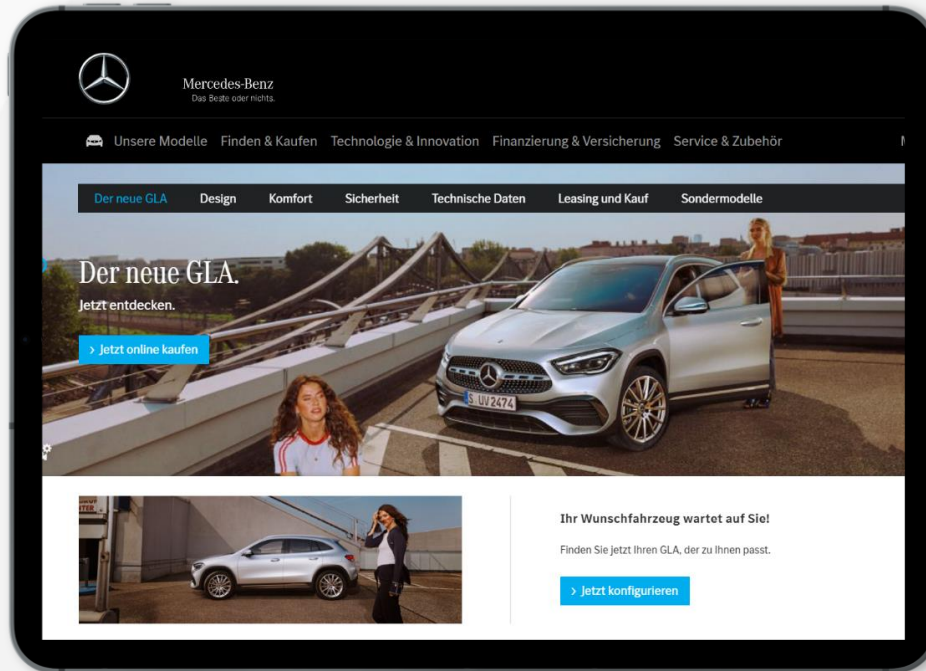 Mercedes-Benz
Das Beste oder nichts.
Unsere Modelle Finden & Kaufen Technologie & Innovation Finanzierung & Versicherung Service & Zubehör
Der neue GLA Design Komfort Sicherheit Technische Daten Leasing und Kauf Sondermodelle
Der neue GLA.
Jetzt entdecken.
› Jetzt online kaufen
S UV 2474
Ihr Wunschfahrzeug wartet auf Sie!
Finden Sie jetzt Ihren GLA, der zu Ihnen passt.
› Jetzt konfigurieren